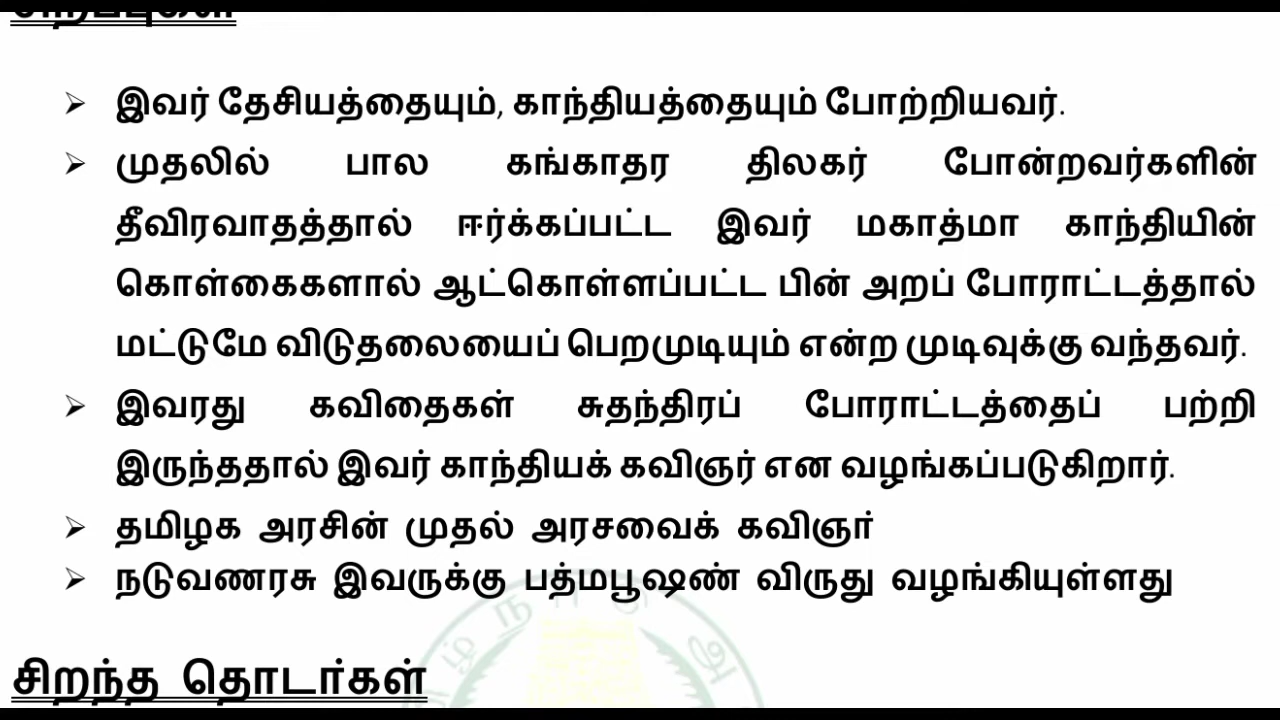 சிறப்புகள்
இவர் தேசியத்தையும், காந்தியத்தையும் போற்றியவர்.
முதலில் பால கங்காதர திலகர் போன்றவர்களின்
தீவிரவாதத்தால் ஈர்க்கப்பட்ட இவர் மகாத்மா காந்தியின்
கொள்கைகளால் ஆட்கொள்ளப்பட்ட பின் அறப் போராட்டத்தால்
மட்டுமே விடுதலையைப் பெறமுடியும் என்ற முடிவுக்கு வந்தவர்.
இவரது கவிதைகள் சுதந்திரப் போராட்டத்தைப் பற்றி
இருந்ததால் இவர் காந்தியக் கவிஞர் என வழங்கப்படுகிறார்.
தமிழக அரசின் முதல் அரசவைக் கவிஞர்
நடுவணரசு இவருக்கு பத்மபூஷண் விருது வழங்கியுள்ளது
சிறந்த தொடர்கள்